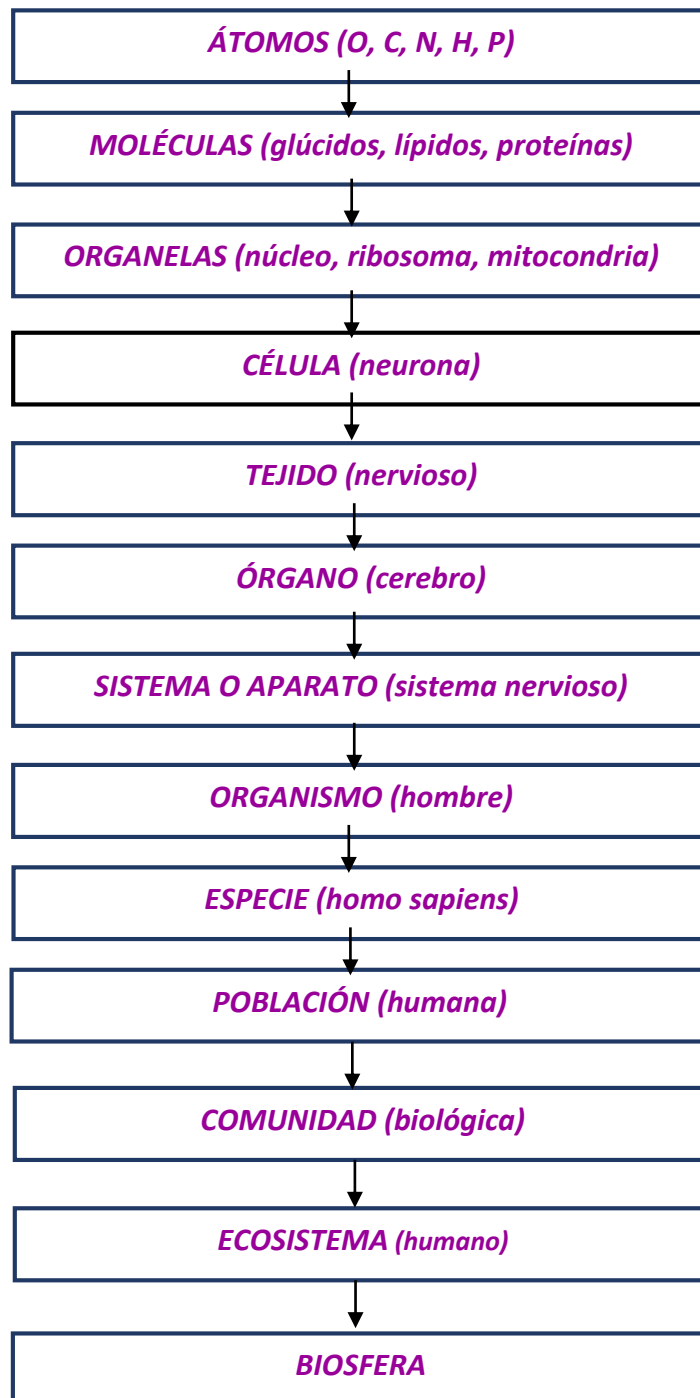 ÁTOMOS (O, C, N, H, P)
MOLÉCULAS (glúcidos, lípidos, proteínas)
ORGANELAS (núcleo, ribosoma, mitocondria)
CÉLULA (neurona)
TEJIDO (nervioso)
ÓRGANO (cerebro)
SISTEMA O APARATO (sistema nervioso)
ORGANISMO (hombre)
ESPECIE (homo sapiens)
POBLACIÓN (humana)
COMUNIDAD (biológica)
ECOSISTEMA (humano)
BIOSFERA